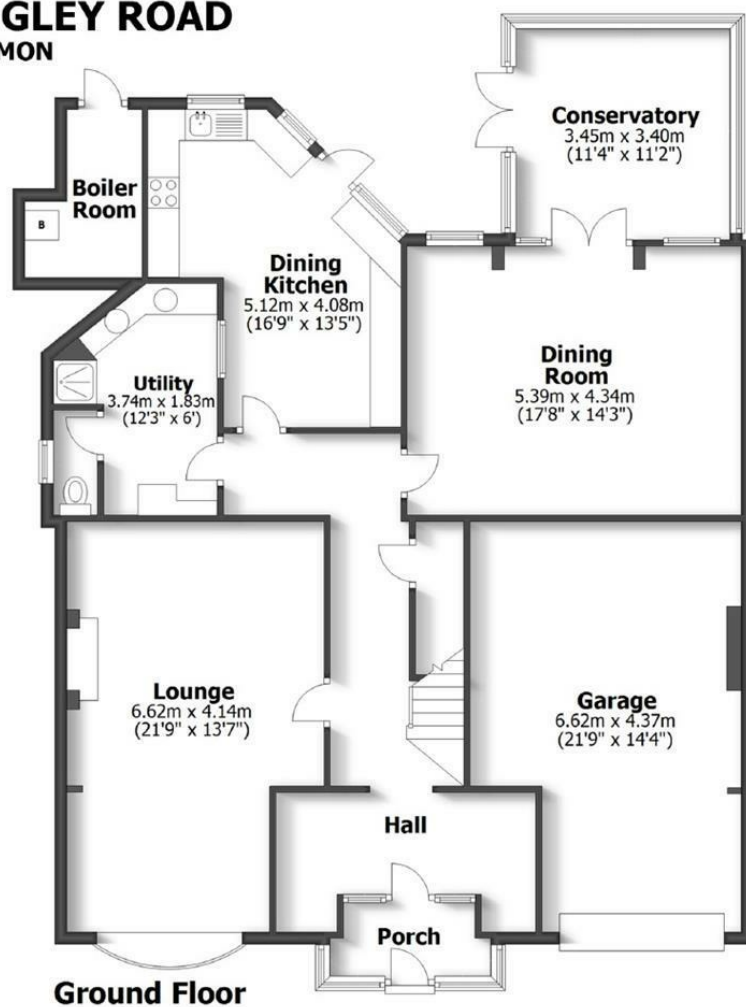 GLEY ROAD
MON
Conservatory
3.45m x 3.40m
(11'4" x 11'2")
Boiler
Room
B
Dining
Kitchen
5.12m x 4.08m
(16'9" x 13'5")
Dining
Room
5.39m x 4.34m
(17'8" x 14'3")
Utility
3.74m x 1.83m
(12'3" x 6')
Lounge
6.62m x 4.14m
(21'9" x 13'7")
Garage
6.62m x 4.37m
(21'9" x 14'4")
Hall
Porch
Ground Floor